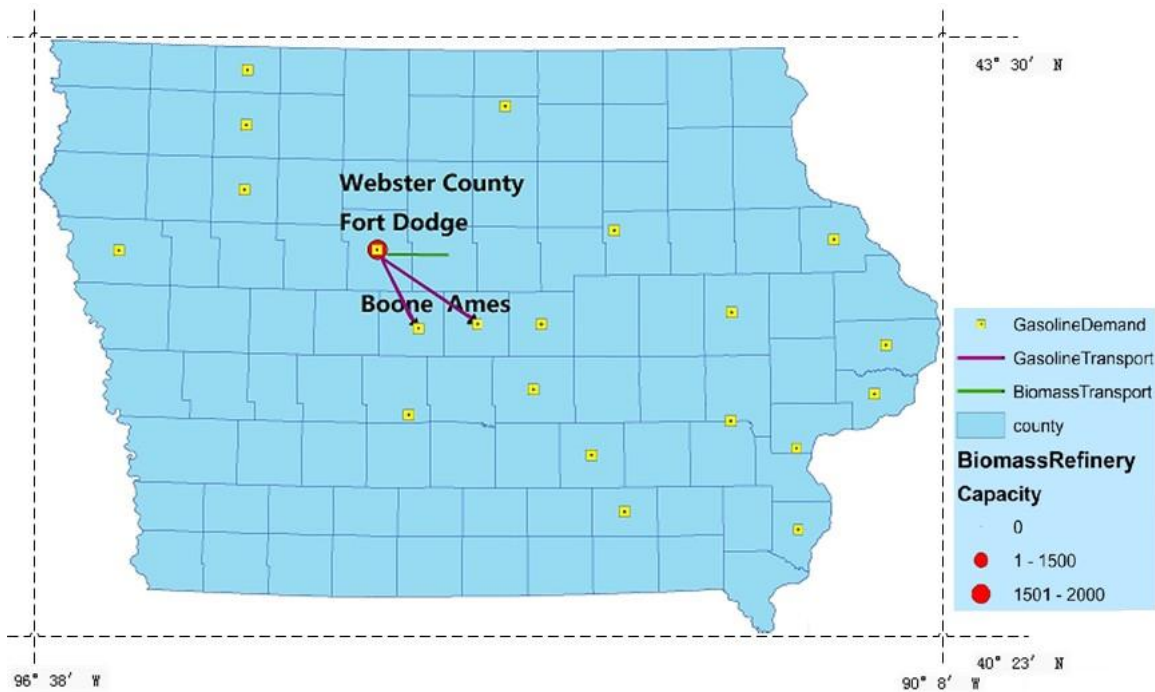 43° 30′ N
Webster County
Fort Dodge
Boone Ames
GasolineDemand
GasolineTransport
BiomassTransport
county
BiomassRefinery
Capacity
0
1 - 1500
1501 - 2000
40° 23′ N
96° 38′ W
90° 8′ W